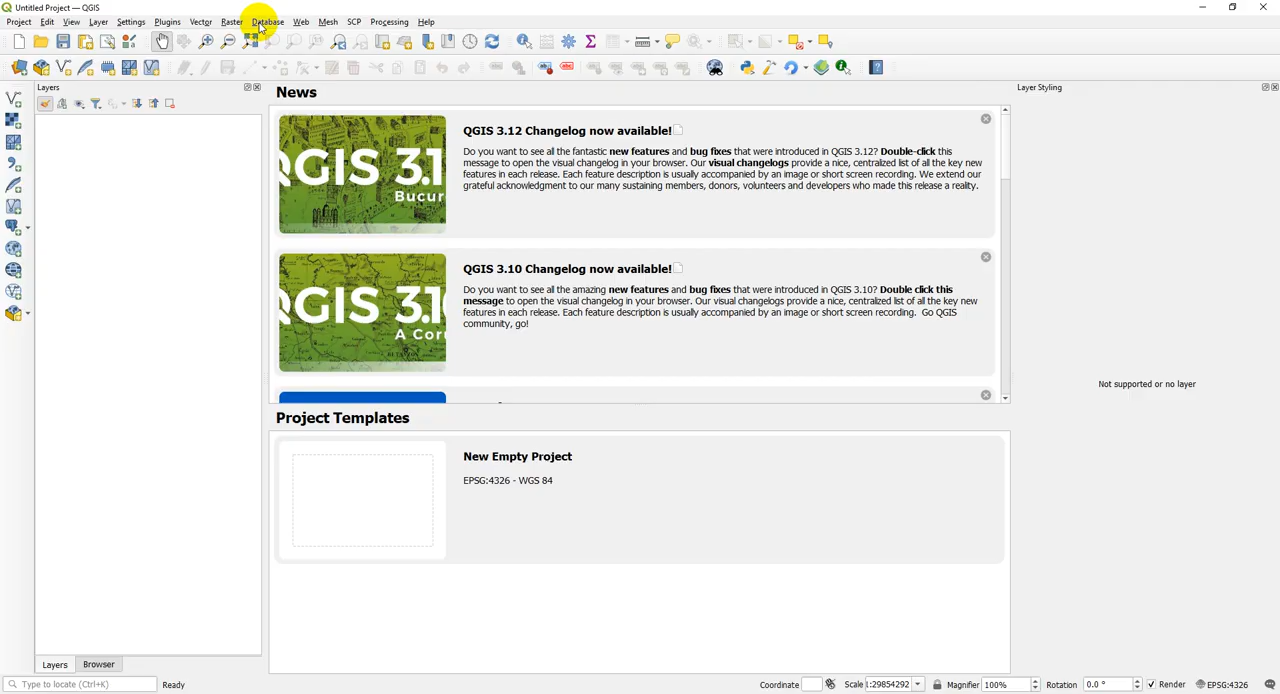 Untitled Project — QGIS
Project Edit View Layer Settings Plugins Vector Raster Database Web Mesh SCP Processing Help
Layers
News
Layer Styling
QGIS 3.12 Changelog now available!
Do you want to see all the fantastic new features and bug fixes that were introduced in QGIS 3.12? Double-click this
message to open the visual changelog in your browser. Our visual changelogs provide a nice, centralized list of all the key new
features in each release. Each feature description is usually accompanied by an image or short screen recording. We extend our
grateful acknowledgment to our many sustaining members, donors, volunteers and developers who made this release a reality.
QGIS 3.1
Bucur
QGIS 3.10 Changelog now available!
Do you want to see all the amazing new features and bug fixes that were introduced in QGIS 3.10? Double click this
message to open the visual changelog in your browser. Our visual changelogs provide a nice, centralized list of all the key new
features in each release. Each feature description is usually accompanied by an image or short screen recording. Go QGIS
community, go!
QGIS 3.10
A Coru
Not supported or no layer
Project Templates
New Empty Project
EPSG:4326 - WGS 84
Layers Browser
Type to locate (Ctrl+K) Ready Coordinate Scale 1:29854292 Magnifier 100% Rotation 0.0 ° Render EPSG:4326